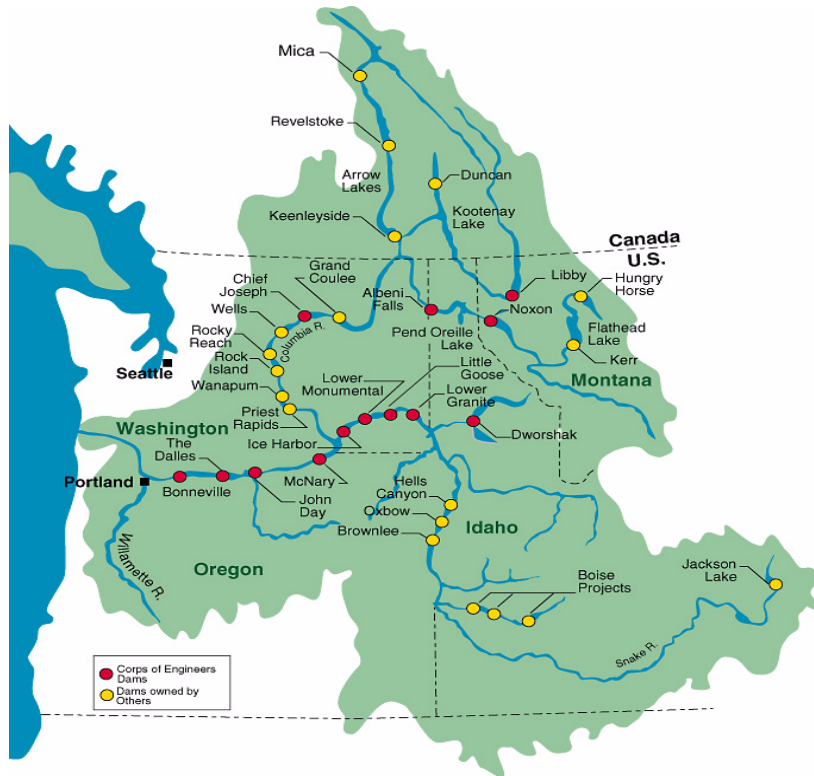 Mica
Revelstoke
Arrow
Lakes
Duncan
Kootenay
Lake
Keenleyside
Canada
U.S.
Grand
Coulee
Chief
Joseph
Albeni
Falls
Libby
Hungry
Horse
Noxon
Wells
Columbia R.
Pend Oreille
Lake
Flathead
Lake
Kerr
Rocky
Reach
Rock
Island
Seattle
Wanapum
Lower
Monumental
Little
Goose
Lower
Granite
Montana
Priest
Rapids
Washington
Ice Harbor
Dworshak
The
Dalles
Portland
Bonneville
McNary
John
Day
Hells
Canyon
Oxbow
Brownlee
Idaho
Willamette R.
Oregon
Boise
Projects
Jackson
Lake
Snake R.
Corps of Engineers
Dams
Dams owned by
Others